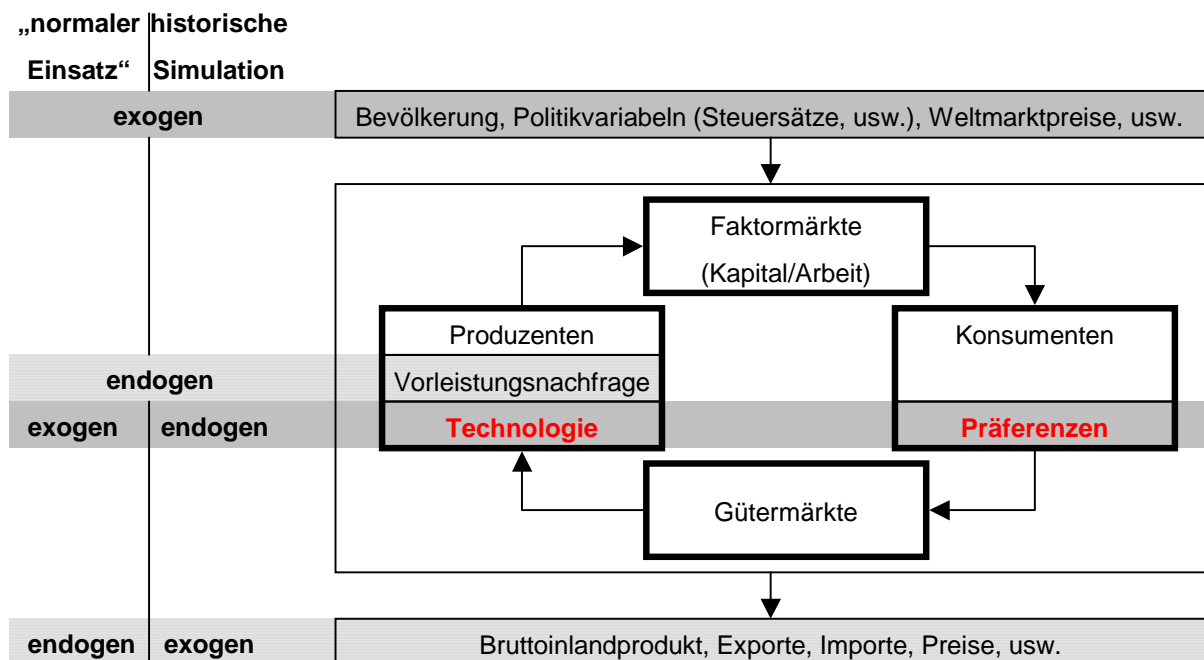 „normaler historische
Einsatz“ Simulation
exogen Bevölkerung, Politikvariabeln (Steuersätze, usw.), Weltmarktpreise, usw.
Faktormärkte
(Kapital/Arbeit)
Produzenten Konsumenten
endogen Vorleistungsnachfrage
exogen endogen Technologie Präferenzen
Gütermärkte
endogen exogen Bruttoinlandprodukt, Exporte, Importe, Preise, usw.